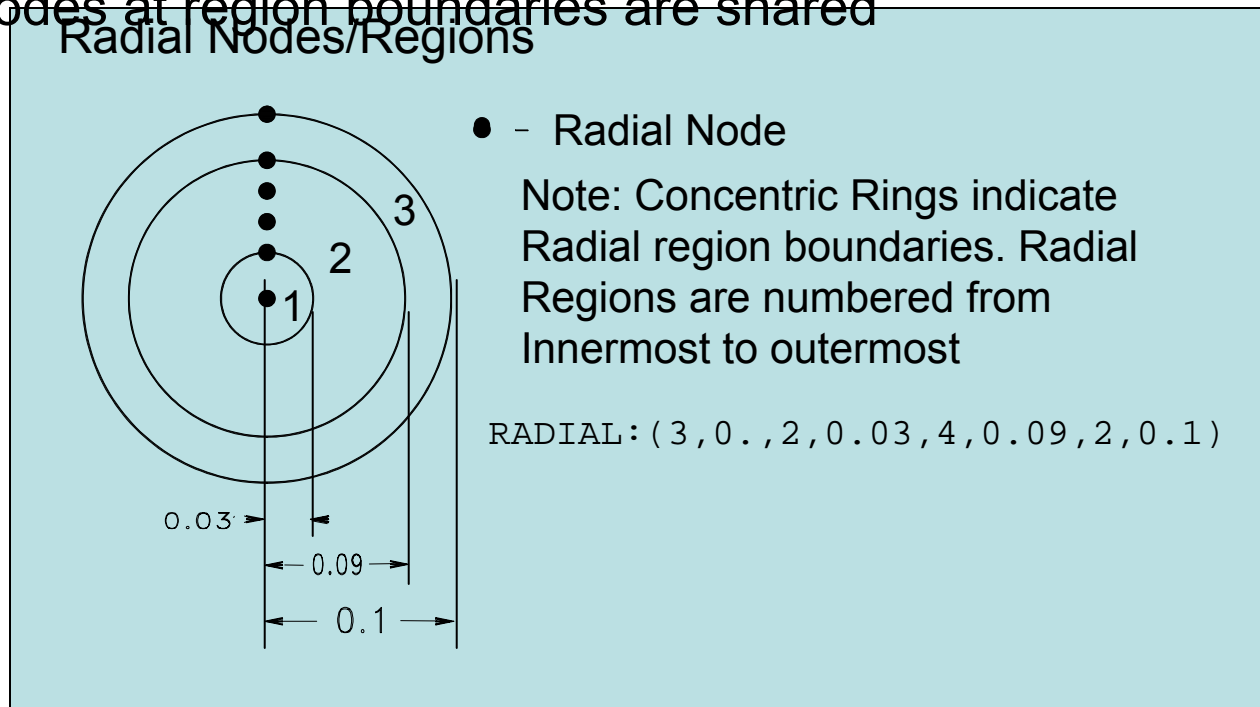 odes at region boundaries are shared
Radial Nodes/Regions
- Radial Node
Note: Concentric Rings indicate
Radial region boundaries. Radial
Regions are numbered from
Innermost to outermost
3
2
1
RADIAL:(3,0.,2,0.03,4,0.09,2,0.1)
0.03
0.09
0.1